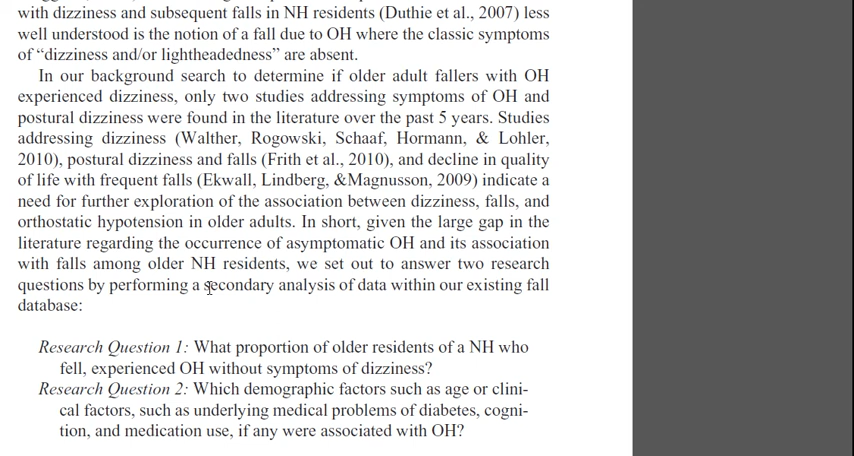 with dizziness and subsequent falls in NH residents (Duthie et al., 2007) less
well understood is the notion of a fall due to OH where the classic symptoms
of “dizziness and/or lightheadedness” are absent.
In our background search to determine if older adult fallers with OH
experienced dizziness, only two studies addressing symptoms of OH and
postural dizziness were found in the literature over the past 5 years. Studies
addressing dizziness (Walther, Rogowski, Schaaf, Hormann, & Lohler,
2010), postural dizziness and falls (Frith et al., 2010), and decline in quality
of life with frequent falls (Ekwall, Lindberg, &Magnusson, 2009) indicate a
need for further exploration of the association between dizziness, falls, and
orthostatic hypotension in older adults. In short, given the large gap in the
literature regarding the occurrence of asymptomatic OH and its association
with falls among older NH residents, we set out to answer two research
questions by performing a secondary analysis of data within our existing fall
database:
Research Question 1: What proportion of older residents of a NH who
fell, experienced OH without symptoms of dizziness?
Research Question 2: Which demographic factors such as age or clini-
cal factors, such as underlying medical problems of diabetes, cogni-
tion, and medication use, if any were associated with OH?